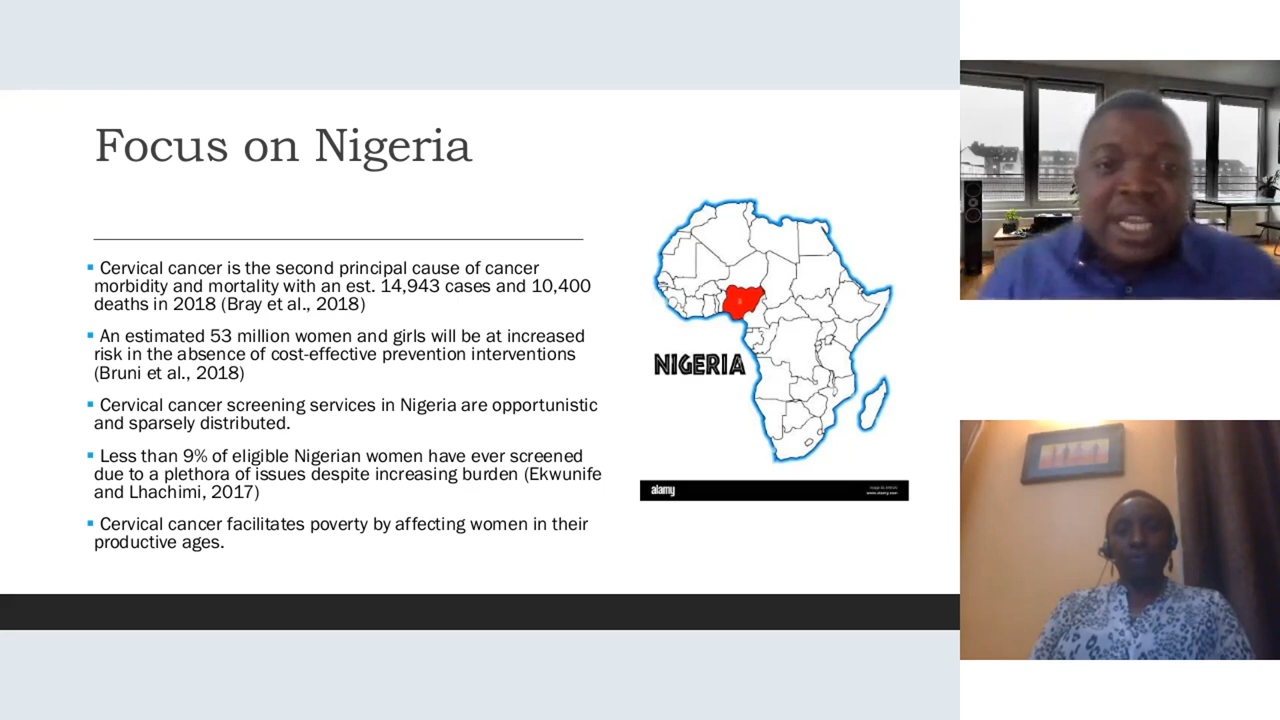 Focus on Nigeria
▪ Cervical cancer is the second principal cause of cancer
morbidity and mortality with an est. 14,943 cases and 10,400
deaths in 2018 (Bray et al., 2018)
▪ An estimated 53 million women and girls will be at increased
risk in the absence of cost-effective prevention interventions
(Bruni et al., 2018)
▪ Cervical cancer screening services in Nigeria are opportunistic
and sparsely distributed.
▪ Less than 9% of eligible Nigerian women have ever screened
due to a plethora of issues despite increasing burden (Ekwunife
and Lhachimi, 2017)
▪ Cervical cancer facilitates poverty by affecting women in their
productive ages.
NIGERIA
alamy
www.alamy.com